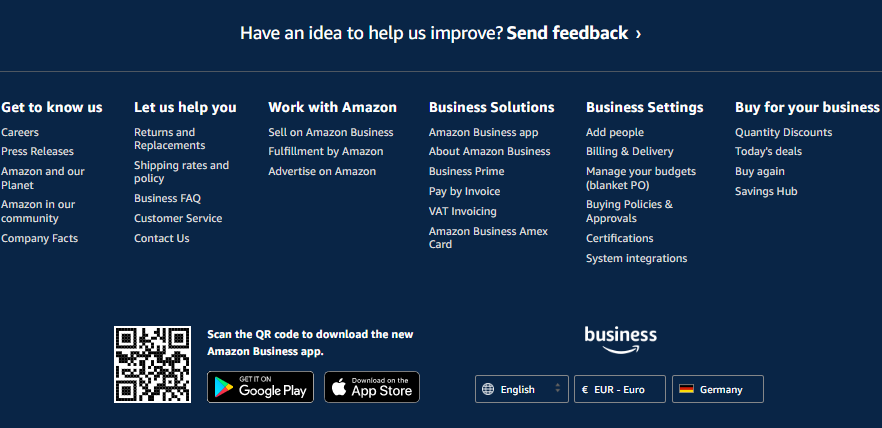 Have an idea to help us improve? Send feedback ›
Get to know us
Careers
Press Releases
Amazon and our
Planet
Amazon in our
community
Company Facts
Let us help you
Returns and
Replacements
Shipping rates and
policy
Business FAQ
Customer Service
Contact Us
Work with Amazon
Sell on Amazon Business
Fulfillment by Amazon
Advertise on Amazon
Business Solutions
Amazon Business app
About Amazon Business
Business Prime
Pay by Invoice
VAT Invoicing
Amazon Business Amex
Card
Business Settings
Add people
Billing & Delivery
Manage your budgets
(blanket PO)
Buying Policies &
Approvals
Certifications
System integrations
Buy for your business
Quantity Discounts
Today's deals
Buy again
Savings Hub
Scan the QR code to download the new
Amazon Business app.
GET IT ON
Google Play
Download on the
App Store
business
English
€ EUR - Euro
Germany